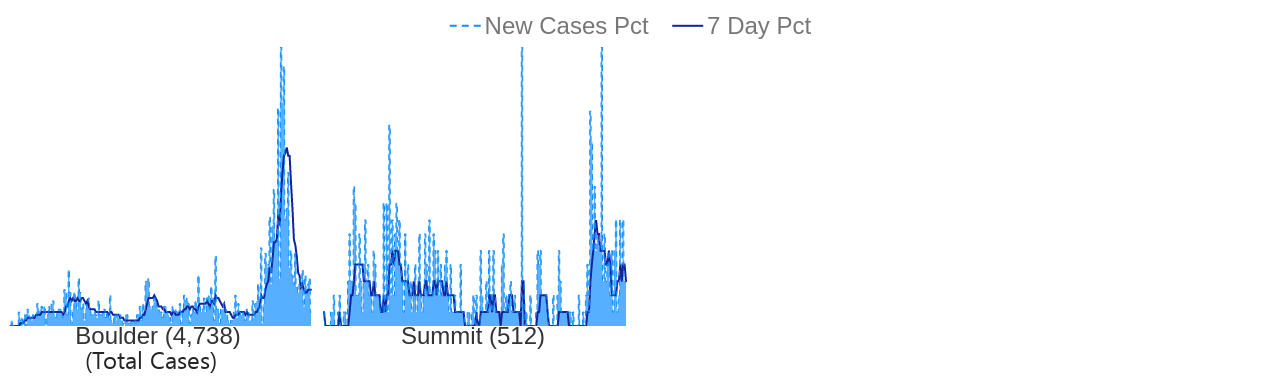 New Cases Pct 7 Day Pct
Boulder (4,738) Summit (512)
(Total Cases)